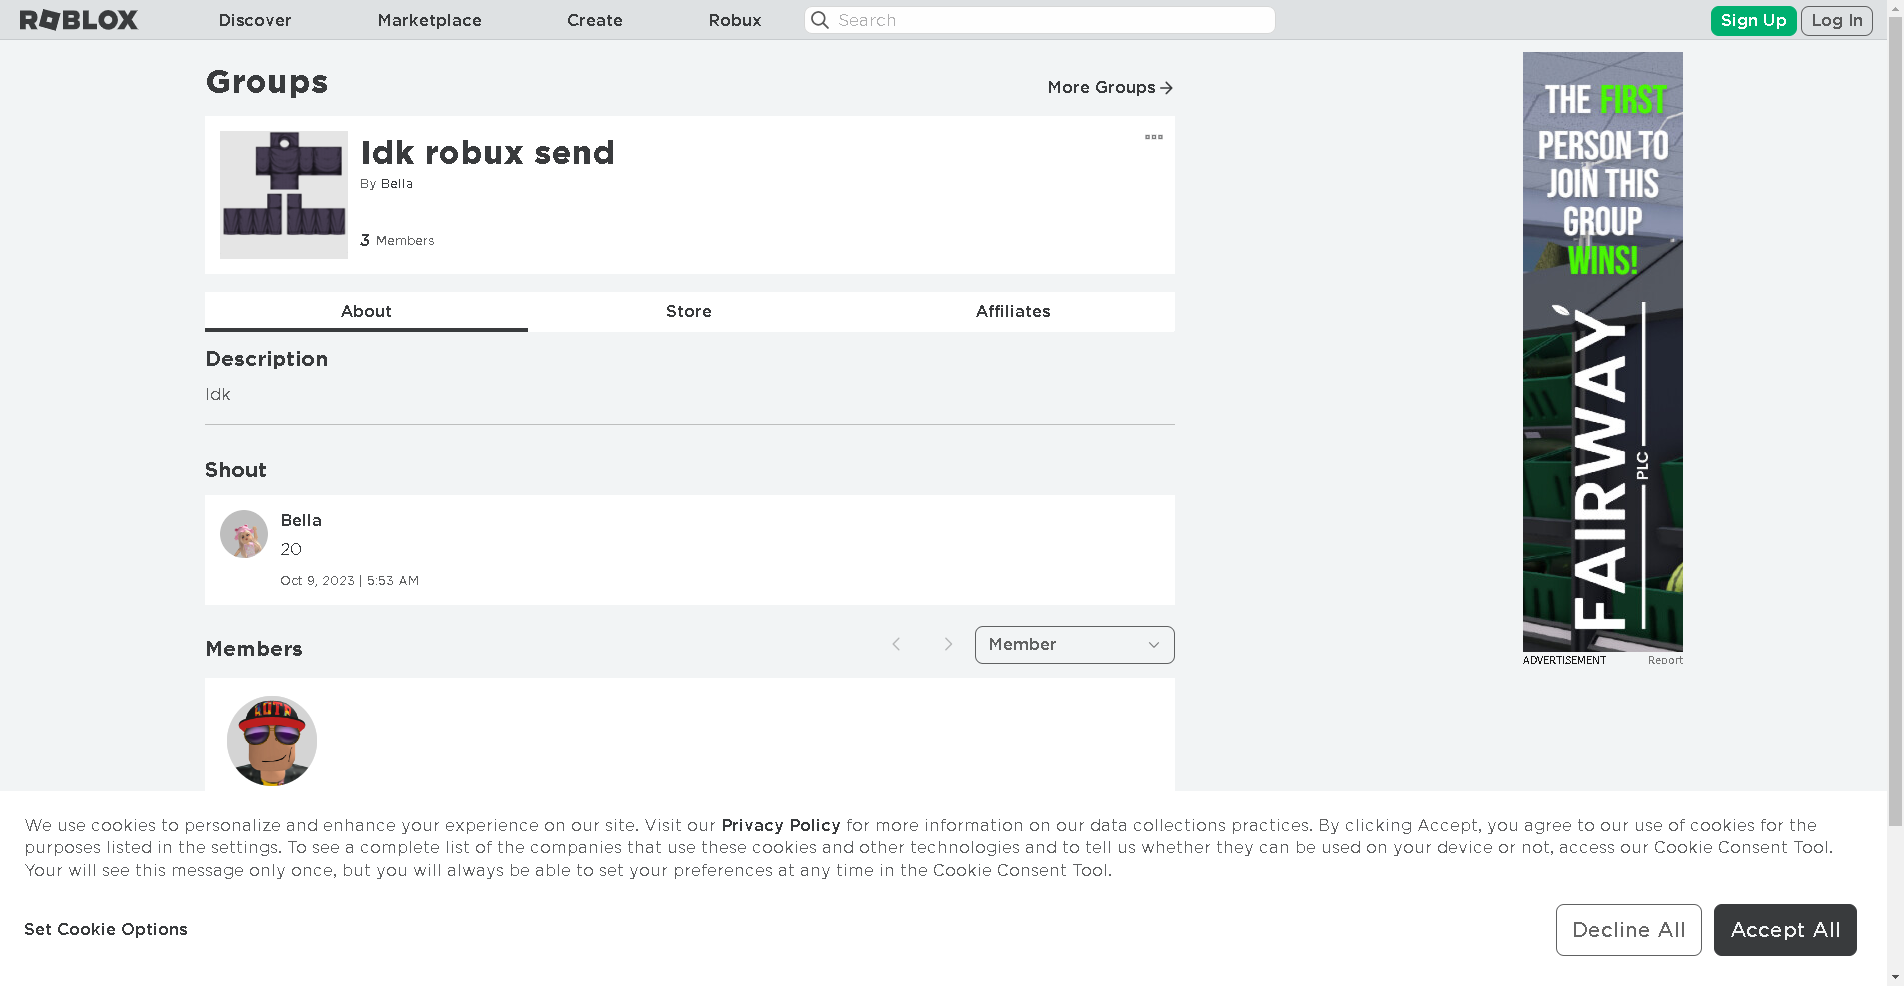 ROBLOX
Discover
Marketplace
Create
Robux
Search
Sign Up
Log In
Groups
More Groups
Idk robux send
By Bella
3 Members
About
Store
Affiliates
Description
Idk
Shout
Bella
20
Oct 9, 2023 | 5:53 AM
Members
Member
LOTR
THE FIRST
PERSON TO
JOIN THIS
GROUP
WINS!
FAIRWAY
PLC
ADVERTISEMENT
Report
We use cookies to personalize and enhance your experience on our site. Visit our Privacy Policy for more information on our data collections practices. By clicking Accept, you agree to our use of cookies for the
purposes listed in the settings. To see a complete list of the companies that use these cookies and other technologies and to tell us whether they can be used on your device or not, access our Cookie Consent Tool.
Your will see this message only once, but you will always be able to set your preferences at any time in the Cookie Consent Tool.
Set Cookie Options
Decline All
Accept All